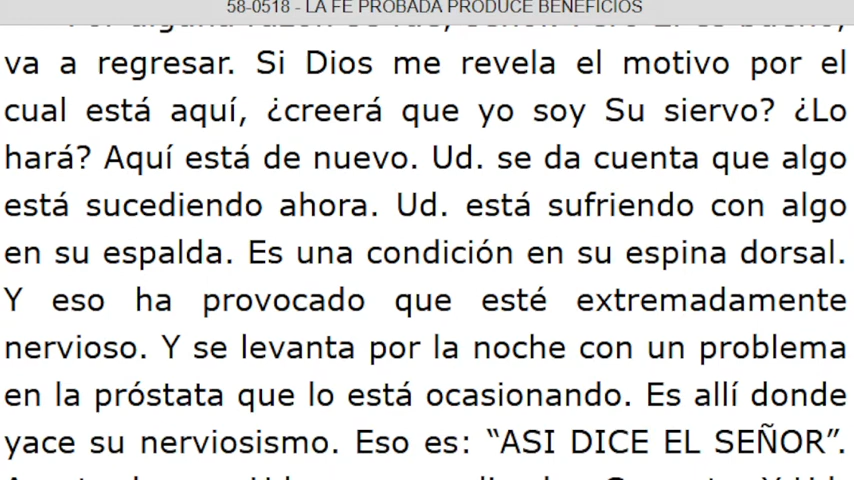 58-0518 - LA FE PROBADA PRODUCE BENEFICIOS
va a regresar. Si Dios me revela el motivo por el
cual está aquí, ¿creerá que yo soy Su siervo? ¿Lo
hará? Aquí está de nuevo. Ud. se da cuenta que algo
está sucediendo ahora. Ud. está sufriendo con algo
en su espalda. Es una condición en su espina dorsal.
Y eso ha provocado que esté extremadamente
nervioso. Y se levanta por la noche con un problema
en la próstata que lo está ocasionando. Es allí donde
yace su nerviosismo. Eso es: “ASI DICE EL SEÑOR”.